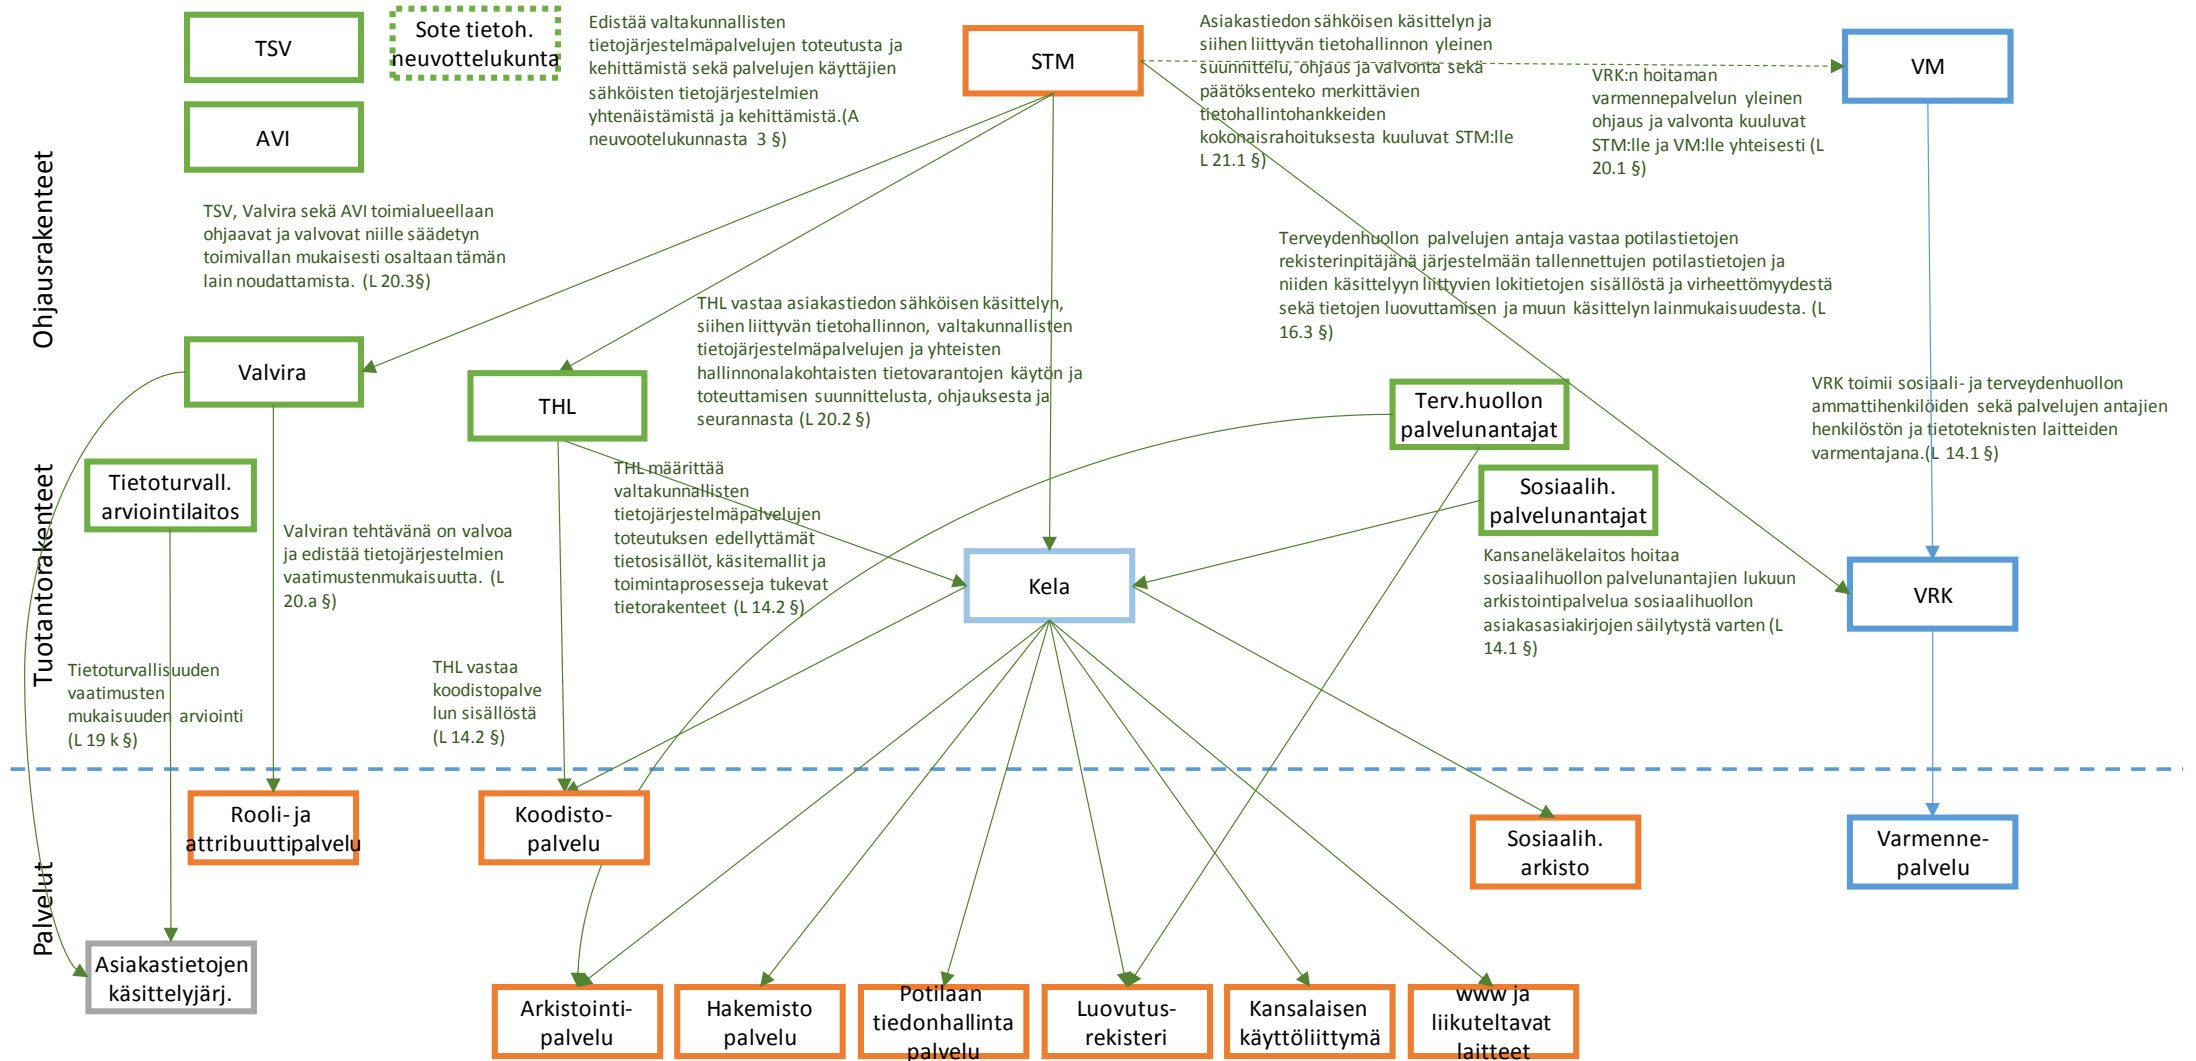 TSV
Sote tietoh.
neuvottelukunta
Edistää valtakunnallisten
tietojärjestelmäpalvelujen toteutusta ja
kehittämistä sekä palvelujen käyttäjien
sähköisten tietojärjestelmien
yhtenäistämistä ja kehittämistä.(A
neuvootelukunnasta 3 §)
STM
Asiakastiedon sähköisen käsittelyn ja
siihen liittyvän tietohallinnon yleinen
suunnittelu, ohjaus ja valvonta sekä
päätöksenteko merkittävien
tietohallintohankkeiden
kokonaisrahoituksesta kuuluvat STM:lle
L 21.1 §)
VM
VRK:n hoitaman
varmennepalvelun yleinen
ohjaus ja valvonta kuuluvat
STM:lle ja VM:lle yhteisesti (L
20.1 §)
AVI
Ohjausrakenteet
TSV, Valvira sekä AVI toimialueellaan
ohjaavat ja valvovat niille säädetyn
toimivallan mukaisesti osaltaan tämän
lain noudattamista. (L 20.3§)
Terveydenhuollon palvelujen antaja vastaa potilastietojen
rekisterinpitäjänä järjestelmään tallennettujen potilastietojen ja
niiden käsittelyyn liittyvien lokitietojen sisällöstä ja virheettömyydestä
sekä tietojen luovuttamisen ja muun käsittelyn lainmukaisuudesta. (L
16.3 §)
THL vastaa asiakastiedon sähköisen käsittelyn,
siihen liittyvän tietohallinnon, valtakunnallisten
tietojärjestelmäpalvelujen ja yhteisten
hallinnonalakohtaisten tietovarantojen käytön ja
toteuttamisen suunnittelusta, ohjauksesta ja
seurannasta (L 20.2 §)
Valvira
THL
Terv.huollon
palvelunantajat
VRK toimii sosiaali- ja terveydenhuollon
ammattihenkilöiden sekä palvelujen antajien
henkilöstön ja tietoteknisten laitteiden
varmentajana.(L 14.1 §)
Tuotantorakenteet
Tietoturvall.
arviointilaitos
THL määrittää
valtakunnallisten
tietojärjestelmäpalvelujen
toteutuksen edellyttämät
tietosisällöt, käsitemallit ja
toimintaprosesseja tukevat
tietorakenteet (L 14.2 §)
Sosiaalih.
palvelunantajat
Valviran tehtävänä on valvoa
ja edistää tietojärjestelmien
vaatimustenmukaisuutta. (L
20.a §)
Kela
Kansaneläkelaitos hoitaa
sosiaalihuollon palvelunantajien lukuun
arkistointipalvelua sosiaalihuollon
asiakasasiakirjojen säilytystä varten (L
14.1 §)
VRK
Tietoturvallisuuden
vaatimusten
mukaisuuden arviointi
(L 19 k §)
THL vastaa
koodistopalve
lun sisällöstä
(L 14.2 §)
Palvelut
Rooli- ja
attribuuttipalvelu
Koodisto-
palvelu
Sosiaalih.
arkisto
Varmenne-
palvelu
Asiakastietojen
käsittelyjärj.
Arkistointi-
palvelu
Hakemisto
palvelu
Potilaan
tiedonhallinta
palvelu
Luovutus-
rekisteri
Kansalaisen
käyttöliittymä
www ja
liikuteltavat
laitteet